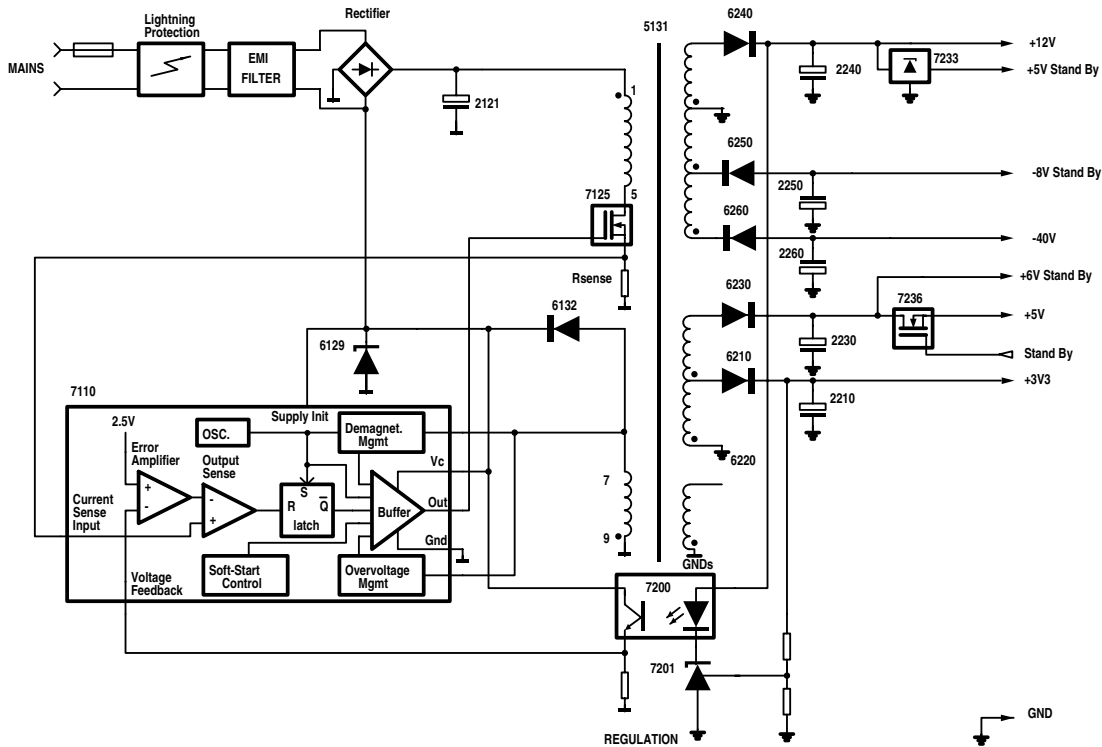 Lightning
Protection
Rectifier
5131
6240
+12V
MAINS
EMI
FILTER
2240
7233
+5V Stand By
1
2121
6250
-8V Stand By
7125
5
2250
6260
-40V
2260
Rsense
+6V Stand By
6230
7236
6132
+5V
6129
2230
Stand By
6210
+3V3
7110
2210
Supply Init
2.5V
OSC.
Demagnet.
Mgmt
Error
Amplifier
Output
Sense
6220
Vc
+
-
-
+
S
R
Q
latch
Buffer
Out
7
Current
Sense
Input
Gnd
9
Soft-Start
Control
Overvoltage
Mgmt
GNDs
Voltage
Feedback
7200
7201
GND
REGULATION